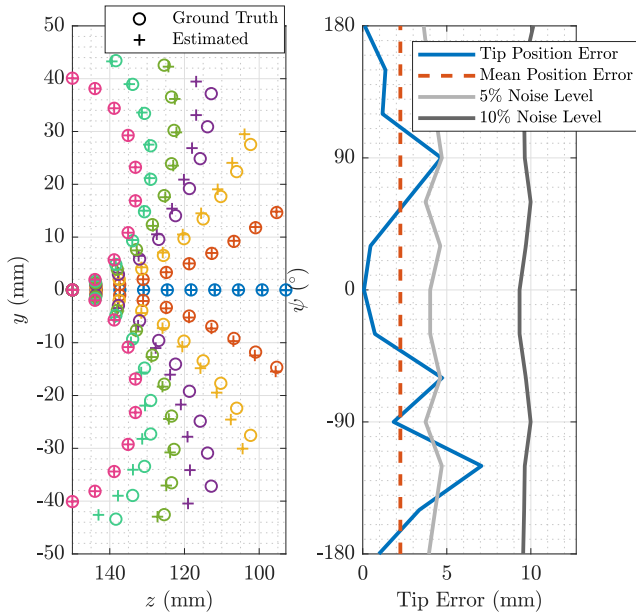 Ground Truth
Estimated
50
40
30
20
10
0
-10
-20
-30
-40
-50
y (mm)
140
120
100
z (mm)
Tip Position Error
Mean Position Error
5% Noise Level
10% Noise Level
-180
90
0
-90
-180
ψ (°)
0
5
10
Tip Error (mm)